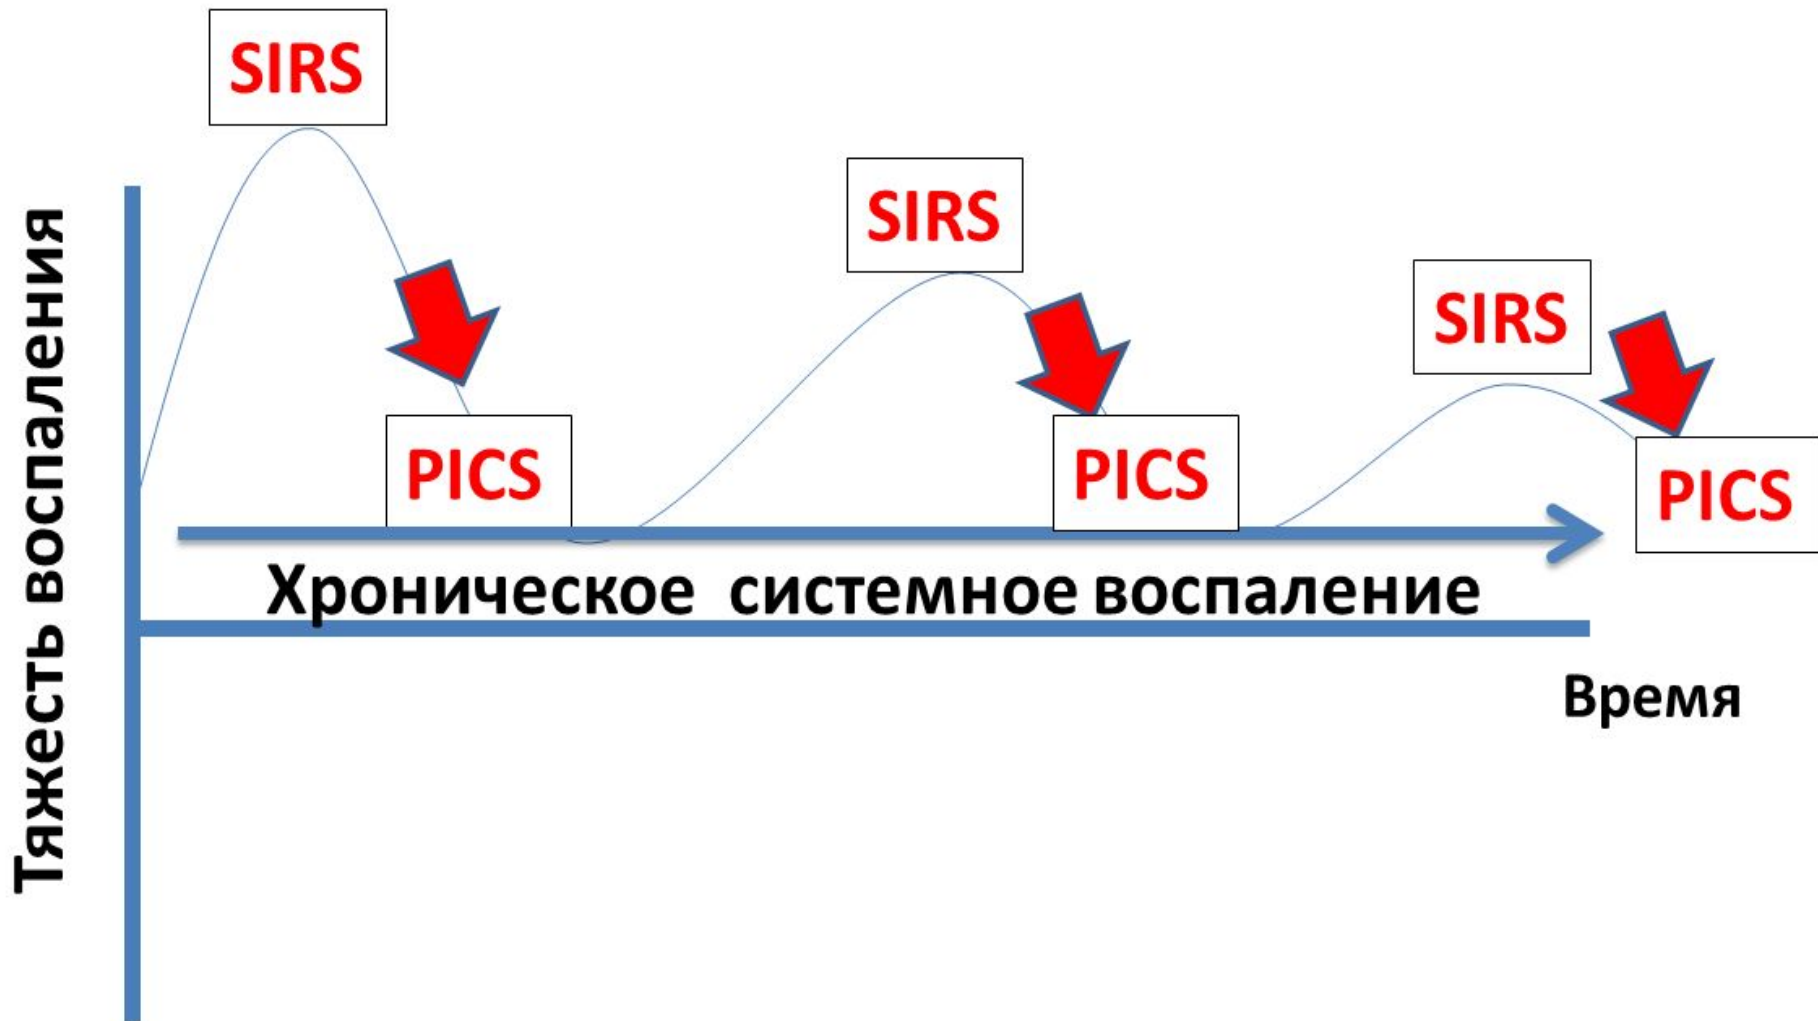 SIRS
SIRS
SIRS
PICS
PICS
PICS
Тяжесть воспаления
Хроническое системное воспаление
Время